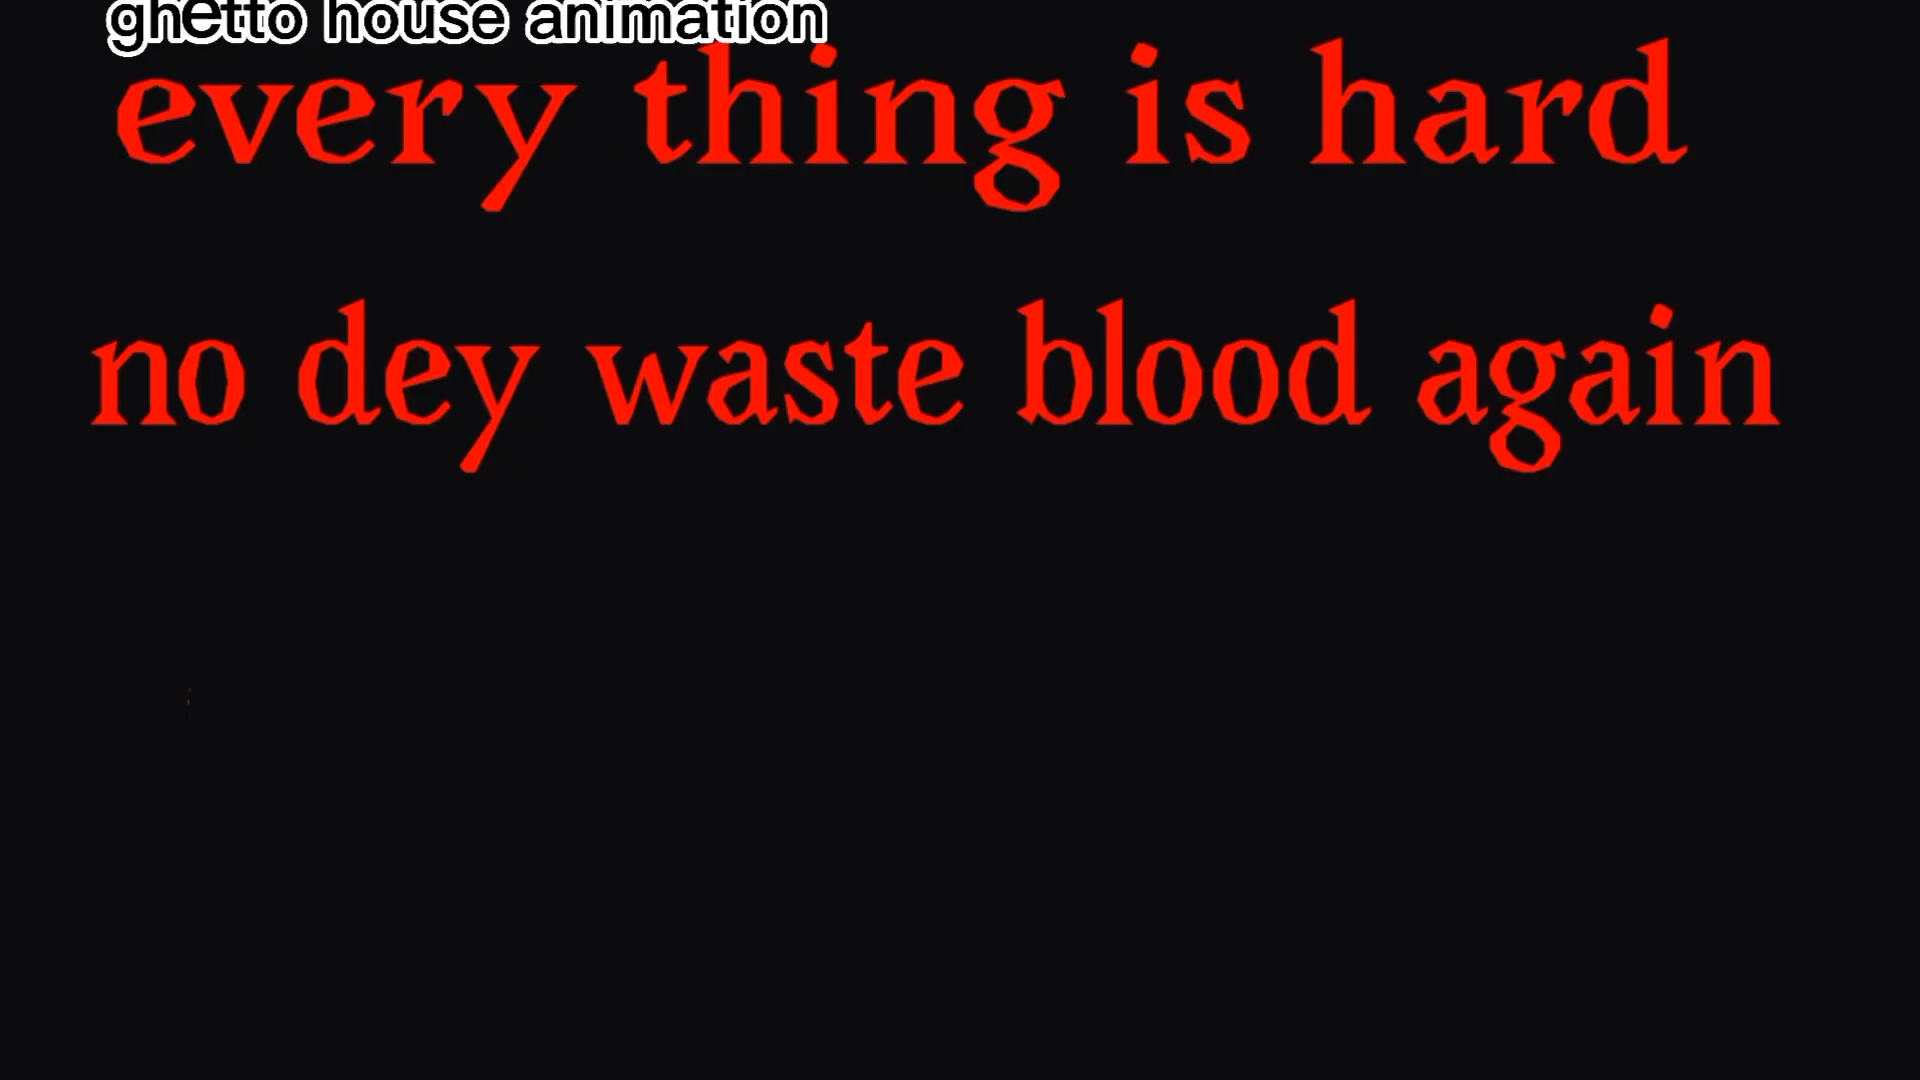 ghetto house animation
every thing is hard
no dey waste blood again